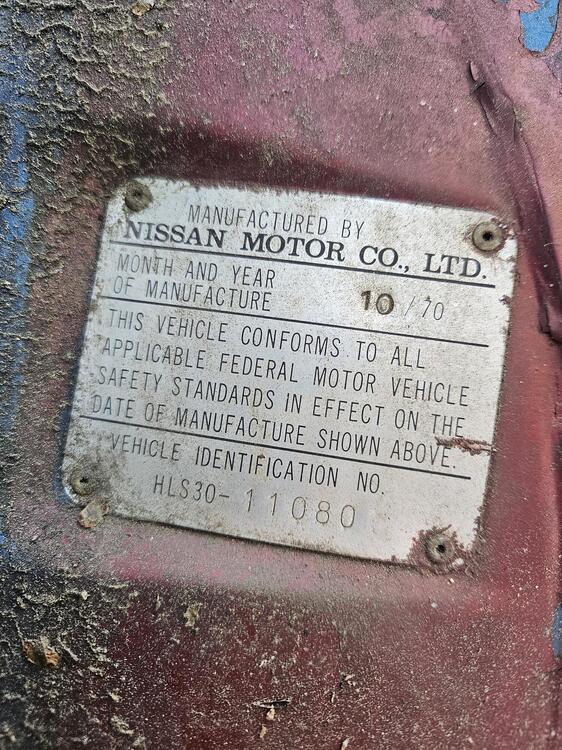 MANUFACTURED BY
NISSAN MOTOR CO., LTD.
MONTH AND YEAR
OF MANUFACTURE 10 / 70
THIS VEHICLE CONFORMS TO ALL
APPLICABLE FEDERAL MOTOR VEHICLE
SAFETY STANDARDS IN EFFECT ON THE
DATE OF MANUFACTURE SHOWN ABOVE.
VEHICLE IDENTIFICATION NO.
HLS30- 11080